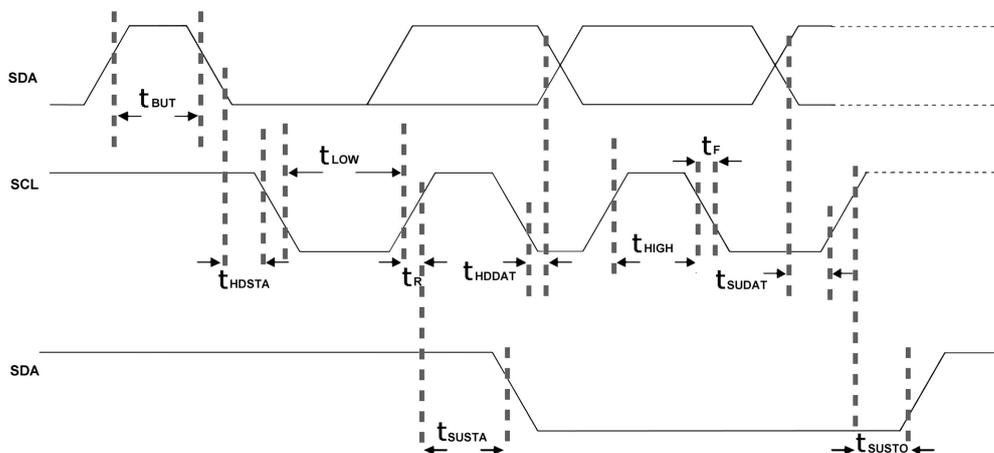 SDA
tBUT
tLOW
tF
SCL
tHDSTA
tR
tHDDAT
tHIGH
tSUDAT
SDA
tSUSTA
tSUSTO